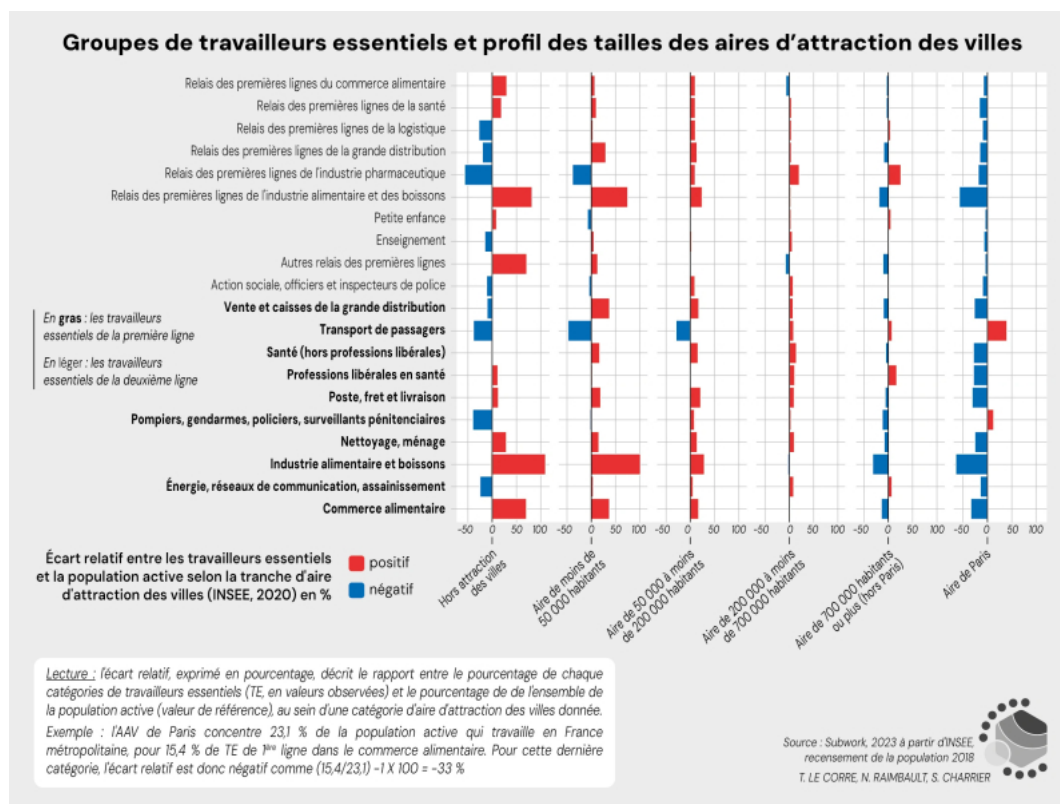 Groupes de travailleurs essentiels et profil des tailles des aires d'attraction des villes
Relais des premières lignes du commerce alimentaire
Relais des premières lignes de la santé
Relais des premières lignes de la logistique
Relais des premières lignes de la grande distribution
Relais des premières lignes de l'industrie pharmaceutique
Relais des premières lignes de l'industrie alimentaire et des boissons
Petite enfance
Enseignement
Autres relais des premières lignes
Action sociale, officiers et inspecteurs de police
Vente et caisses de la grande distribution
Transport de passagers
Santé (hors professions libérales)
Professions libérales en santé
Poste, fret et livraison
Pompiers, gendarmes, policiers, surveillants pénitenciaires
Nettoyage, ménage
Industrie alimentaire et boissons
Énergie, réseaux de communication, assainissement
Commerce alimentaire
En gras : les travailleurs
essentiels de la première ligne
En léger : les travailleurs
essentiels de la deuxième ligne
-50 0 50 100 -50 0 50 100 -50 0 50 100 -50 0 50 100 -50 0 50 100 -50 0 50 100
Hors attraction
des villes
Aire de moins de
50 000 habitants
Aire de 50 000 à moins
de 200 000 habitants
Aire de 200 000 à moins
de 700 000 habitants
Aire de 700 000 habitants
ou plus (hors Paris)
Aire de Paris
Écart relatif entre les travailleurs essentiels
et la population active selon la tranche d'aire
d'attraction des villes (INSEE, 2020) en %
positif
négatif
Lecture : l'écart relatif, exprimé en pourcentage, décrit le rapport entre le pourcentage de chaque
catégories de travailleurs essentiels (TE, en valeurs observées) et le pourcentage de de l'ensemble de
la population active (valeur de référence), au sein d'une catégorie d'aire d'attraction des villes donnée.
Exemple : l'AAV de Paris concentre 23,1 % de la population active qui travaille en France
métropolitaine, pour 15,4 % de TE de 1ère ligne dans le commerce alimentaire. Pour cette dernière
catégorie, l'écart relatif est donc négatif comme (15,4/23,1) -1 X 100 = -33 %
Source : Subwork, 2023 à partir d'INSEE,
recensement de la population 2018
T. LE CORRE, N. RAIMBAULT, S. CHARRIER